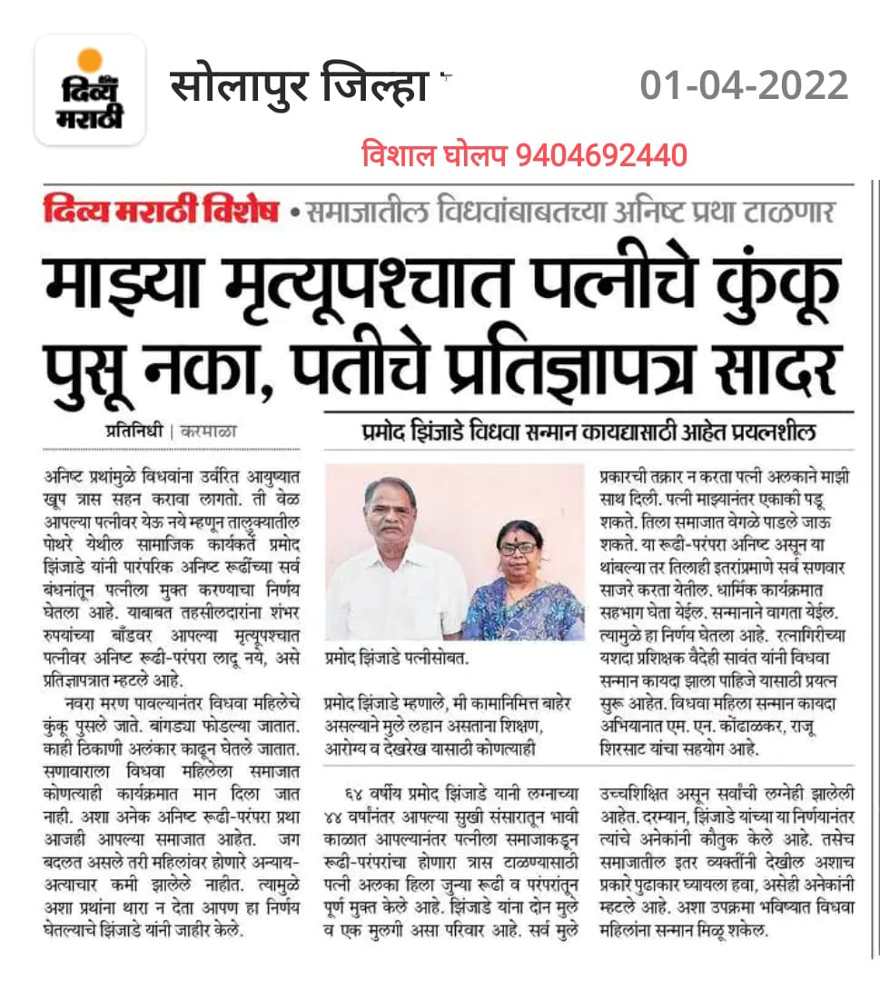 दैनिक
दिव्य
मराठी
सोलापुर जिल्हा
01-04-2022
विशाल घोलप 9404692440
दिव्य मराठी विशेष • समाजातील विधवांबाबतच्या अनिष्ट प्रथा टाळणार
माझ्या मृत्यूपश्चात पत्नीचे कुंकू
पुसू नका, पतीचे प्रतिज्ञापत्र सादर
प्रतिनिधी | करमाळा
अनिष्ट प्रथांमुळे विधवांना उर्वरित आयुष्यात
खूप त्रास सहन करावा लागतो. ती वेळ
आपल्या पत्नीवर येऊ नये म्हणून तालुक्यातील
पोथरे येथील सामाजिक कार्यकर्ते प्रमोद
झिंजाडे यांनी पारंपरिक अनिष्ट रूढींच्या सर्व
बंधनांतून पत्नीला मुक्त करण्याचा निर्णय
घेतला आहे. याबाबत तहसीलदारांना शंभर
रुपयांच्या बाँडवर आपल्या मृत्यूपश्चात
पत्नीवर अनिष्ट रूढी-परंपरा लादू नये, असे
प्रतिज्ञापत्रात म्हटले आहे.
नवरा मरण पावल्यानंतर विधवा महिलेचे
कुंकू पुसले जाते. बांगड्या फोडल्या जातात.
काही ठिकाणी अलंकार काढून घेतले जातात.
सणावाराला विधवा महिलेला समाजात
कोणत्याही कार्यक्रमात मान दिला जात
नाही. अशा अनेक अनिष्ट रूढी-परंपरा प्रथा
आजही आपल्या समाजात आहेत. जग
बदलत असले तरी महिलांवर होणारे अन्याय-
अत्याचार कमी झालेले नाहीत. त्यामुळे
अशा प्रथांना थारा न देता आपण हा निर्णय
घेतल्याचे झिंजाडे यांनी जाहीर केले.
प्रमोद झिंजाडे विधवा सन्मान कायद्यासाठी आहेत प्रयत्नशील
प्रमोद झिंजाडे पत्नीसोबत.
प्रमोद झिंजाडे म्हणाले, मी कामानिमित्त बाहेर
असल्याने मुले लहान असताना शिक्षण,
आरोग्य व देखरेख यासाठी कोणत्याही
प्रकारची तक्रार न करता पत्नी अलकाने माझी
साथ दिली. पत्नी माझ्यानंतर एकाकी पडू
शकते. तिला समाजात वेगळे पाडले जाऊ
शकते. या रूढी-परंपरा अनिष्ट असून या
थांबल्या तर तिलाही इतरांप्रमाणे सर्व सणवार
साजरे करता येतील. धार्मिक कार्यक्रमात
सहभाग घेता येईल. सन्मानाने वागता येईल.
त्यामुळे हा निर्णय घेतला आहे. रत्नागिरीच्या
यशदा प्रशिक्षक वैदेही सावंत यांनी विधवा
सन्मान कायदा झाला पाहिजे यासाठी प्रयत्न
सुरू आहेत. विधवा महिला सन्मान कायदा
अभियानात एम. एन. कोंढाळकर, राजू
शिरसाट यांचा सहयोग आहे.
६४ वर्षीय प्रमोद झिंजाडे यानी लग्नाच्या
४४ वर्षांनंतर आपल्या सुखी संसारातून भावी
काळात आपल्यानंतर पत्नीला समाजाकडून
रूढी-परंपरांचा होणारा त्रास टाळण्यासाठी
पत्नी अलका हिला जुन्या रूढी व परंपरांतून
पूर्ण मुक्त केले आहे. झिंजाडे यांना दोन मुले
व एक मुलगी असा परिवार आहे. सर्व मुले
उच्चशिक्षित असून सर्वांची लग्नेही झालेली
आहेत. दरम्यान, झिंजाडे यांच्या या निर्णयानंतर
त्यांचे अनेकांनी कौतुक केले आहे. तसेच
समाजातील इतर व्यक्तींनी देखील अशाच
प्रकारे पुढाकार घ्यायला हवा, असेही अनेकांनी
म्हटले आहे. अशा उपक्रमा भविष्यात विधवा
महिलांना सन्मान मिळू शकेल.